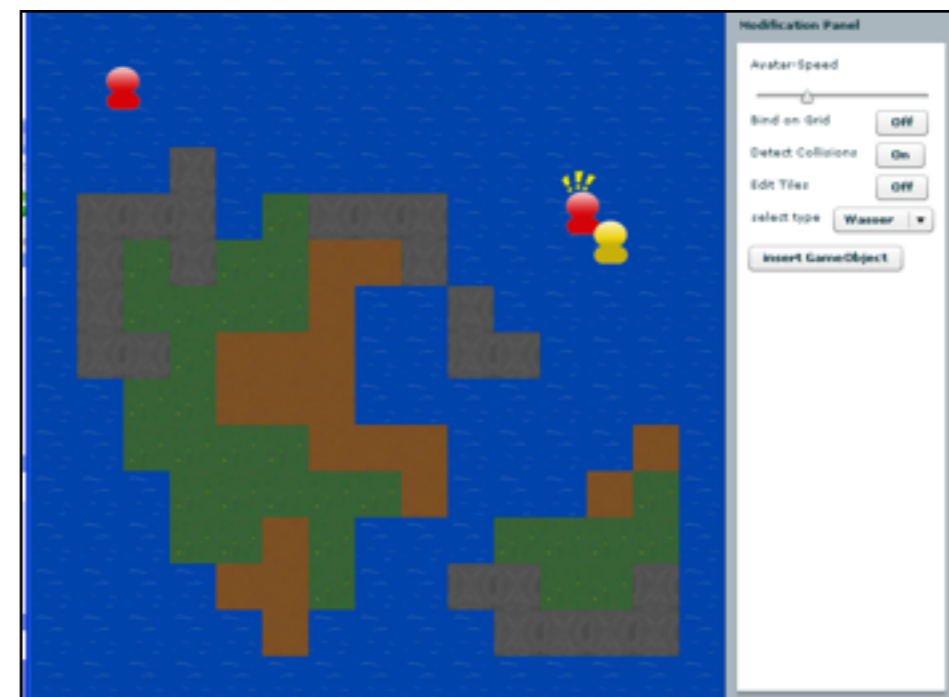 Modification Panel
Avatar-Speed
Bind on Grid Off
Detect Collisions On
Edit Tiles Off
select type Wasser
insert GameObject